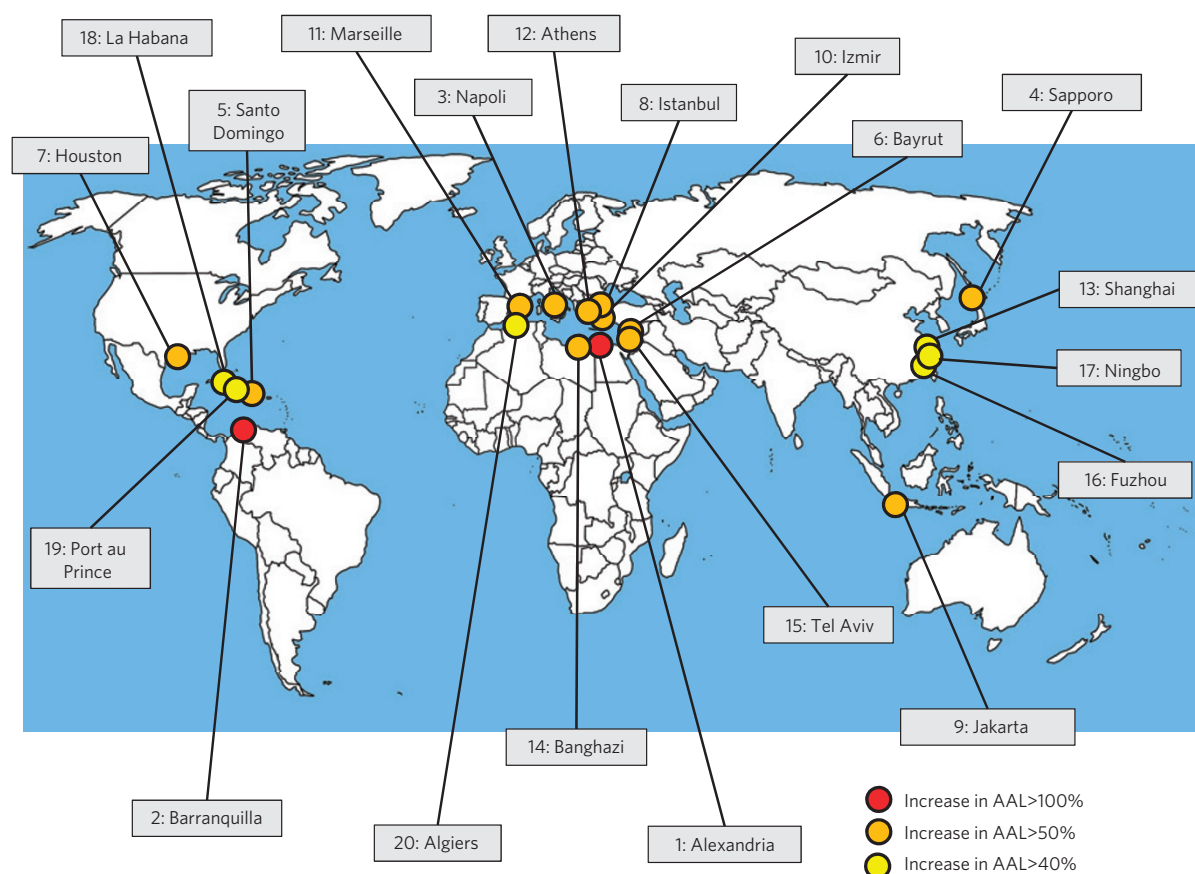 18: La Habana
11: Marseille
12: Athens
10: Izmir
5: Santo
Domingo
3: Napoli
8: Istanbul
4: Sapporo
7: Houston
6: Bayrut
13: Shanghai
17: Ningbo
16: Fuzhou
19: Port au
Prince
15: Tel Aviv
9: Jakarta
14: Banghazi
2: Barranquilla
20: Algiers
1: Alexandria
Increase in AAL>100%
Increase in AAL>50%
Increase in AAL>40%